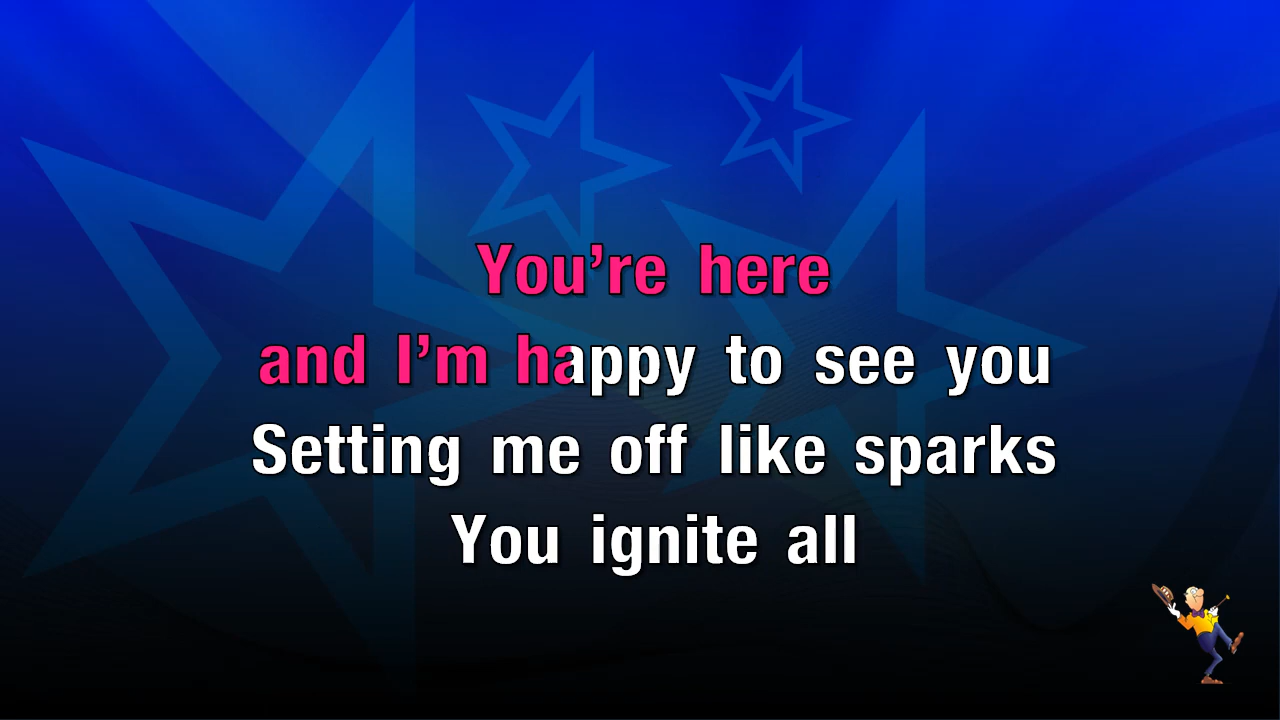 You’re here
and I’m happy to see you
Setting me off like sparks
You ignite all